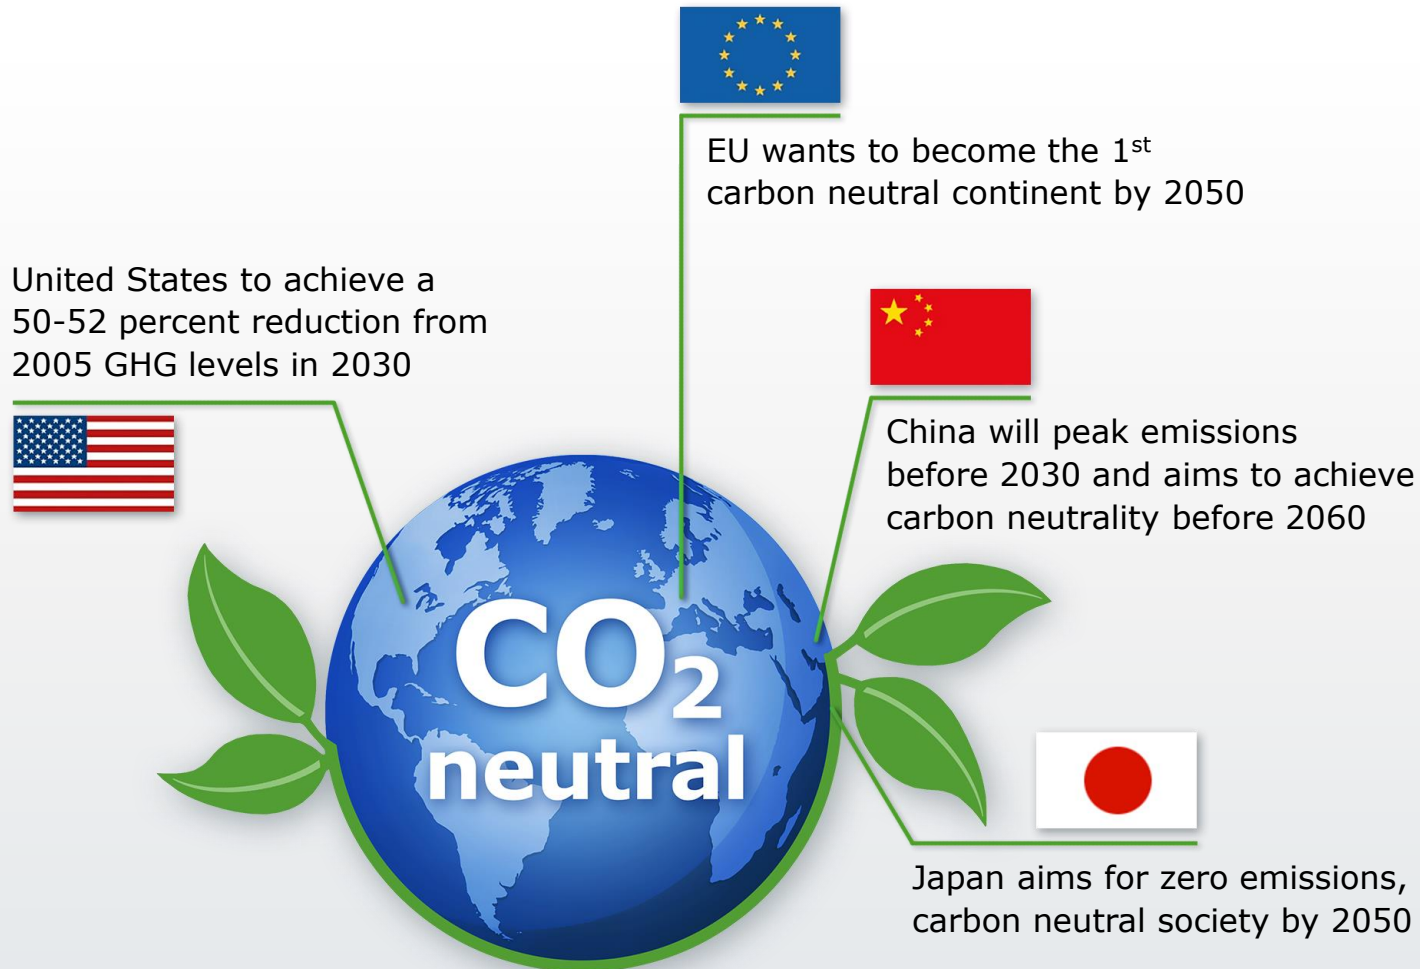 EU wants to become the 1st
carbon neutral continent by 2050
United States to achieve a
50-52 percent reduction from
2005 GHG levels in 2030
China will peak emissions
before 2030 and aims to achieve
carbon neutrality before 2060
CO2
neutral
Japan aims for zero emissions,
carbon neutral society by 2050